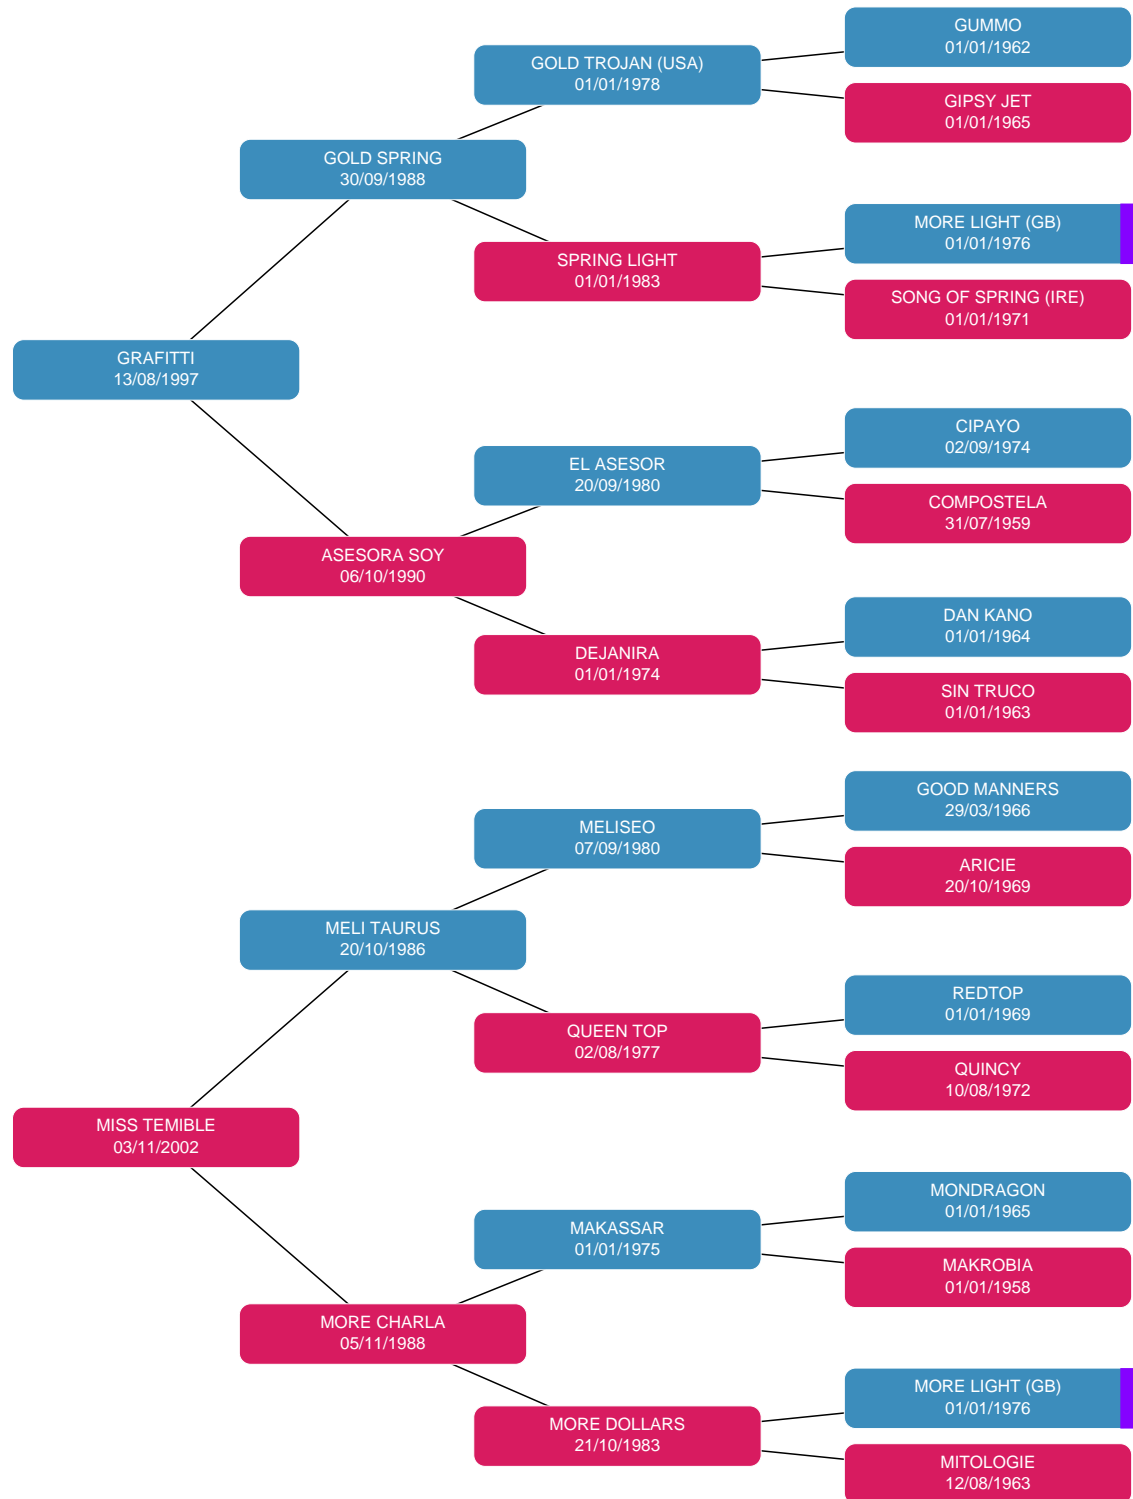 GUMMO
01/01/1962
GOLD TROJAN (USA)
01/01/1978
GIPSY JET
01/01/1965
GOLD SPRING
30/09/1988
MORE LIGHT (GB)
01/01/1976
SPRING LIGHT
01/01/1983
SONG OF SPRING (IRE)
01/01/1971
GRAFITTI
13/08/1997
CIPAYO
02/09/1974
EL ASESOR
20/09/1980
COMPOSTELA
31/07/1959
ASESORA SOY
06/10/1990
DAN KANO
01/01/1964
DEJANIRA
01/01/1974
SIN TRUCO
01/01/1963
GOOD MANNERS
29/03/1966
MELISEO
07/09/1980
ARICIE
20/10/1969
MELI TAURUS
20/10/1986
REDTOP
01/01/1969
QUEEN TOP
02/08/1977
QUINCY
10/08/1972
MISS TEMIBLE
03/11/2002
MONDRAGON
01/01/1965
MAKASSAR
01/01/1975
MAKROBIA
01/01/1958
MORE CHARLA
05/11/1988
MORE LIGHT (GB)
01/01/1976
MORE DOLLARS
21/10/1983
MITOLOGIE
12/08/1963